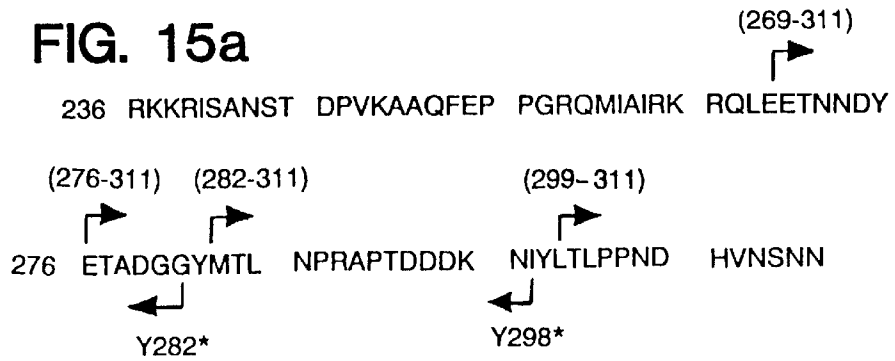 FIG. 15a
(269-311)
236 RKKRISANST DPVKAAQFEP PGRQMIAIRK RQLEETNNDY
(276-311) (282-311) (299-311)
276 ETADGGYMTL NPRAPTDDDK NIYLTLPPND HVNSNN
Y282* Y298*